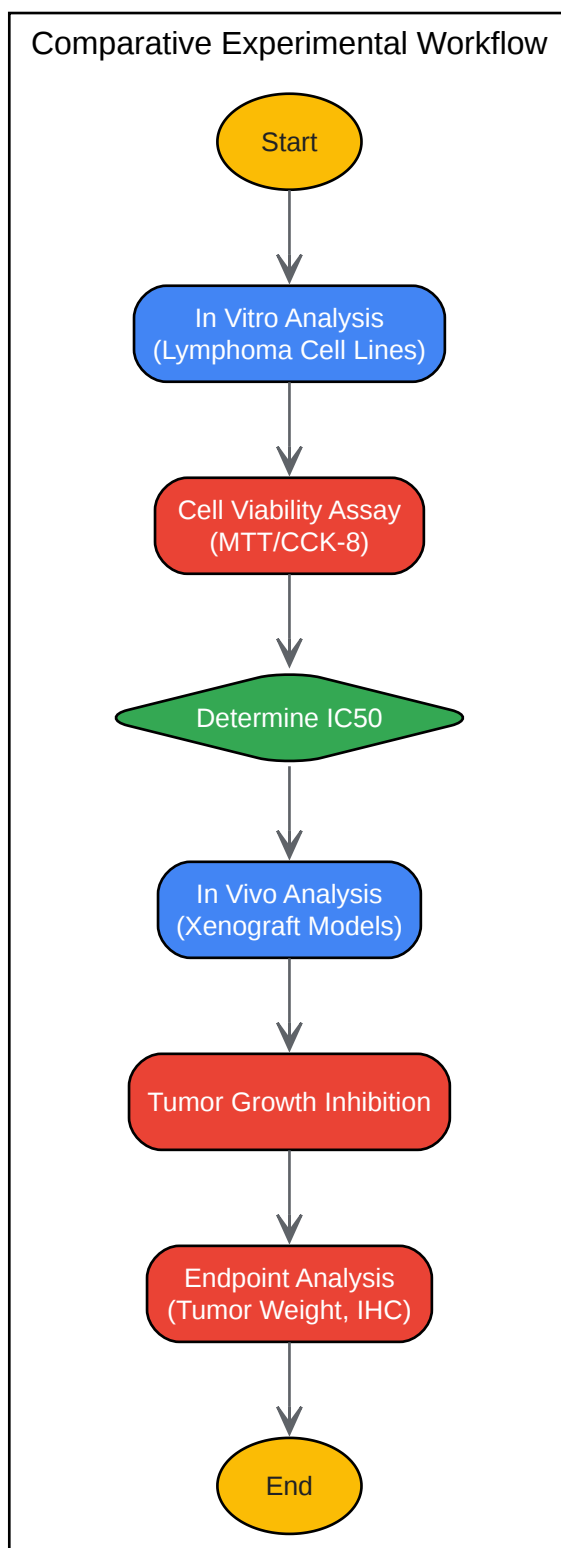 Comparative Experimental Workflow
Start
In Vitro Analysis
(Lymphoma Cell Lines)
Cell Viability Assay
(MTT/CCK-8)
Determine IC50
In Vivo Analysis
(Xenograft Models)
Tumor Growth Inhibition
Endpoint Analysis
(Tumor Weight, IHC)
End